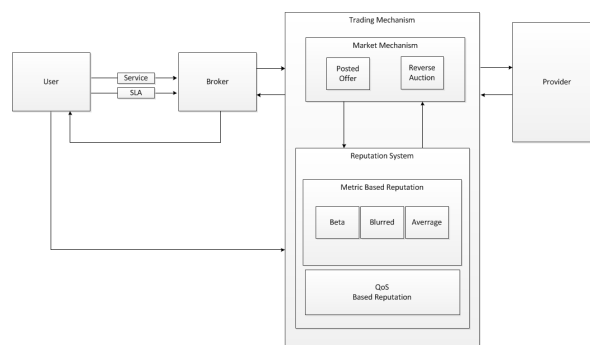 Trading Mechanism
Market Mechanism
Posted
Offer
Reverse
Auction
User
Service
SLA
Broker
Provider
Reputation System
Metric Based Reputation
Beta
Blurred
Averrage
QoS
Based Reputation